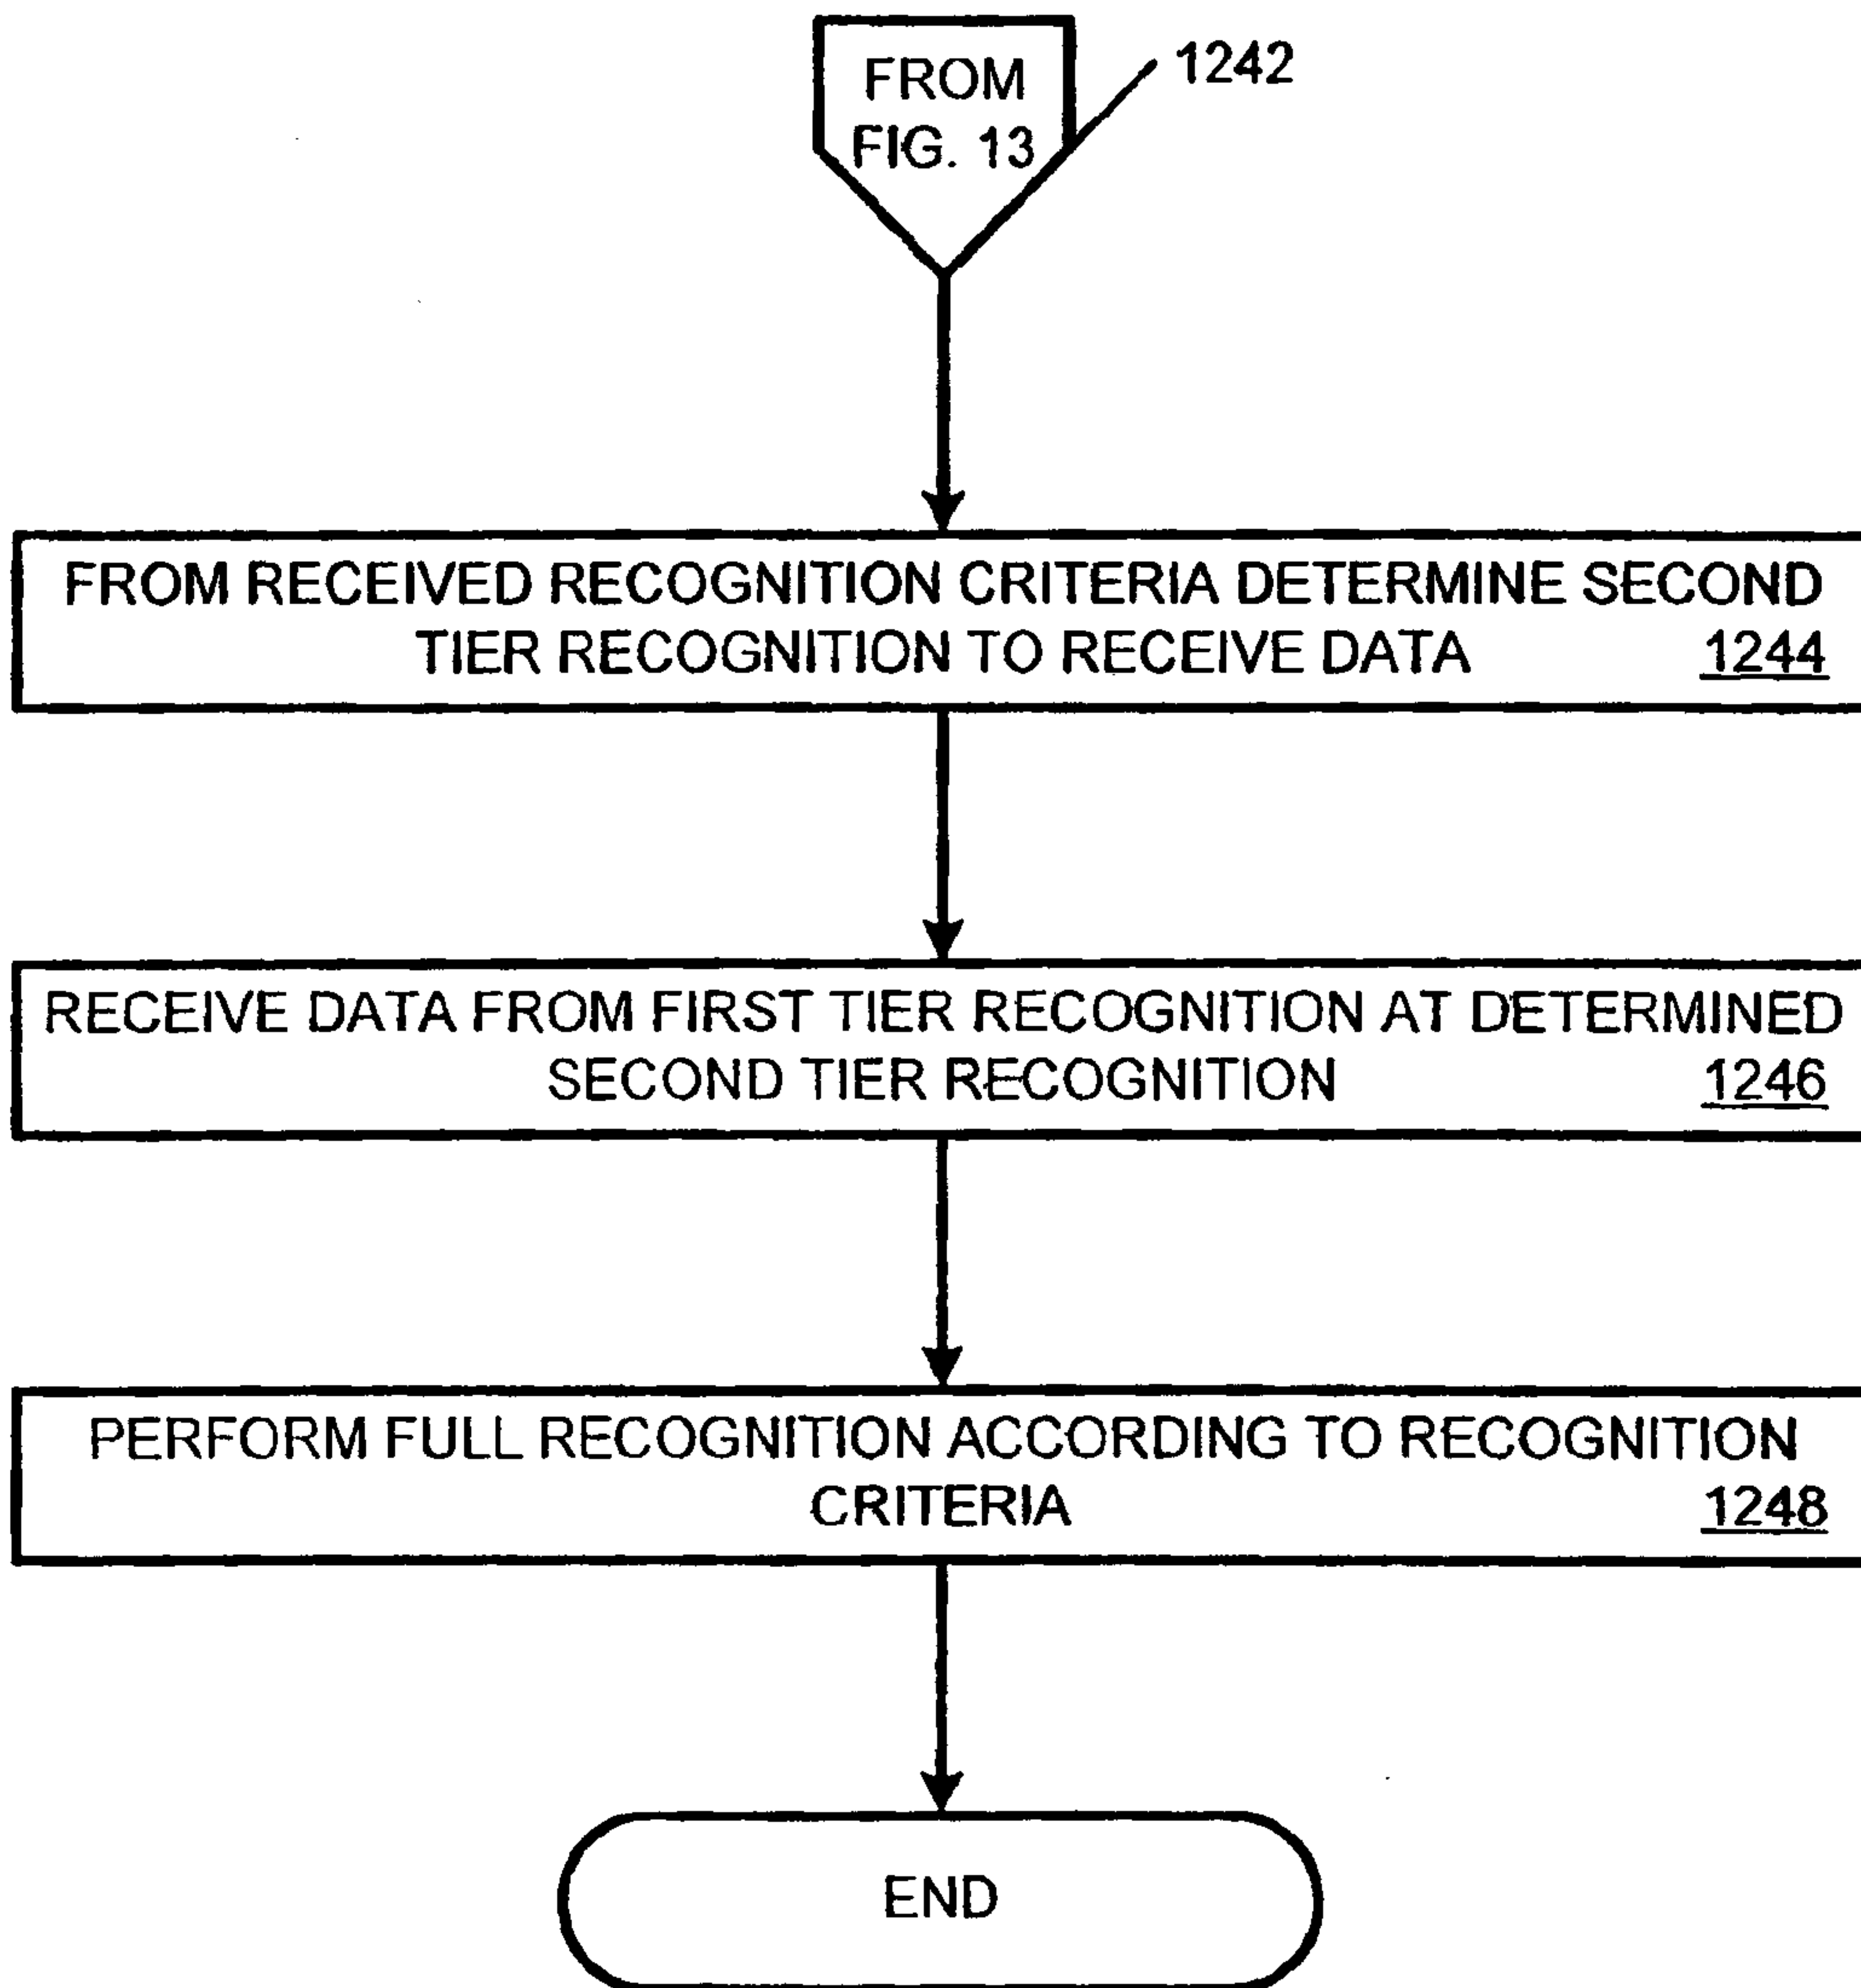 FROM
FIG. 13
1242
FROM RECEIVED RECOGNITION CRITERIA DETERMINE SECOND
TIER RECOGNITION TO RECEIVE DATA 1244
RECEIVE DATA FROM FIRST TIER RECOGNITION AT DETERMINED
SECOND TIER RECOGNITION 1246
PERFORM FULL RECOGNITION ACCORDING TO RECOGNITION
CRITERIA 1248
END